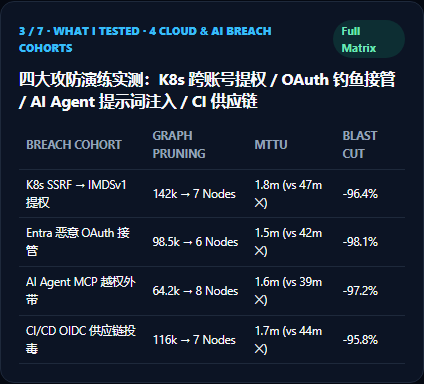 3 / 7 · WHAT I TESTED · 4 CLOUD & AI BREACH
COHORTS
Full
Matrix
四大攻防演练实测：K8s 跨账号提权 / OAuth 钓鱼接管
/ AI Agent 提示词注入 / CI 供应链
BREACH COHORT
GRAPH
PRUNING
MTTU
BLAST
CUT
K8s SSRF → IMDSv1
提权
142k → 7 Nodes
1.8m (vs 47m
X)
-96.4%
Entra 恶意 OAuth 接
管
98.5k → 6 Nodes
1.5m (vs 42m
X)
-98.1%
AI Agent MCP 越权外
带
64.2k → 8 Nodes
1.6m (vs 39m
X)
-97.2%
CI/CD OIDC 供应链投
毒
116k → 7 Nodes
1.7m (vs 44m
X)
-95.8%